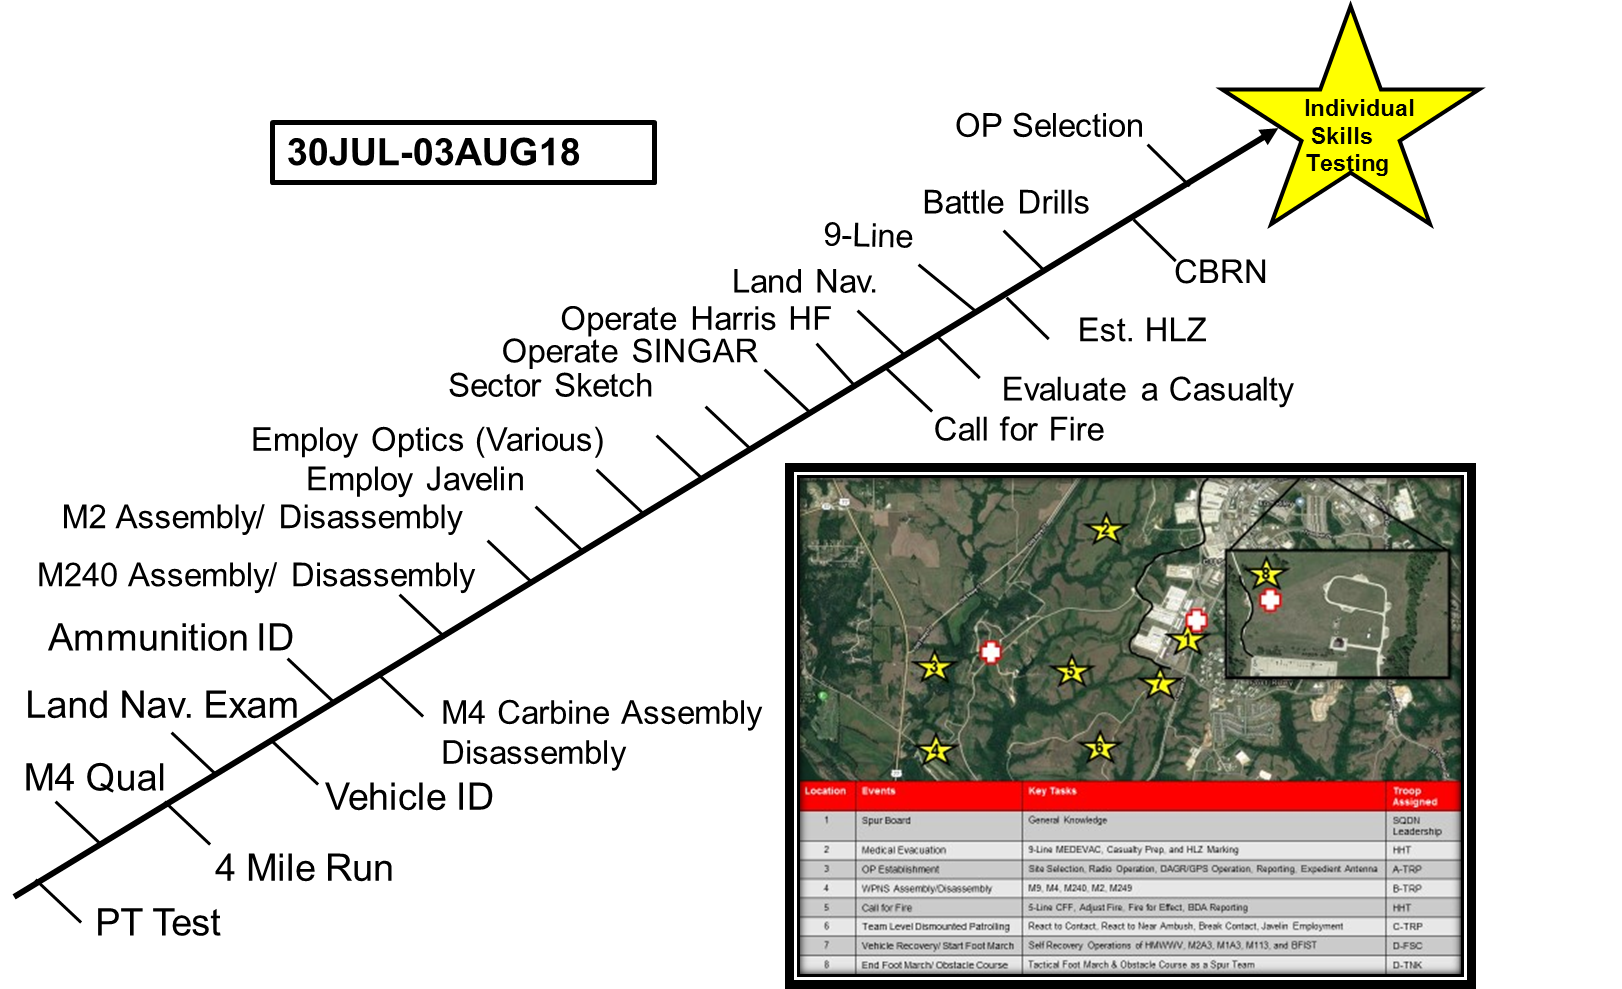 30JUL-03AUG18
Individual
Skills
Testing
OP Selection
Battle Drills
9-Line
Land Nav.
Operate Harris HF
Operate SINGAR
Sector Sketch
Employ Optics (Various)
Employ Javelin
M2 Assembly/ Disassembly
M240 Assembly/ Disassembly
Ammunition ID
Land Nav. Exam
M4 Qual
CBRN
Est. HLZ
Evaluate a Casualty
Call for Fire
M4 Carbine Assembly
Disassembly
Vehicle ID
4 Mile Run
PT Test
2
8
1
3
5
7
4
6
Location Events Key Tasks Troop
Assigned
1 Spur Board General Knowledge SQDN
Leadership
2 Medical Evacuation 9-Line MEDEVAC, Casualty Prep, and HLZ Marking HHT
3 OP Establishment Site Selection, Radio Operation, DAGR/GPS Operation, Reporting, Expedient Antenna A-TRP
4 WPNS Assembly/Disassembly M9, M4, M240, M2, M249 B-TRP
5 Call for Fire 5-Line CFF, Adjust Fire, Fire for Effect, BDA Reporting HHT
6 Team Level Dismounted Patrolling React to Contact, React to Near Ambush, Break Contact, Javelin Employment C-TRP
7 Vehicle Recovery/ Start Foot March Self Recovery Operations of HMWWV, M2A3, M1A3, M113, and BFIST D-FSC
8 End Foot March/ Obstacle Course Tactical Foot March & Obstacle Course as a Spur Team D-TNK